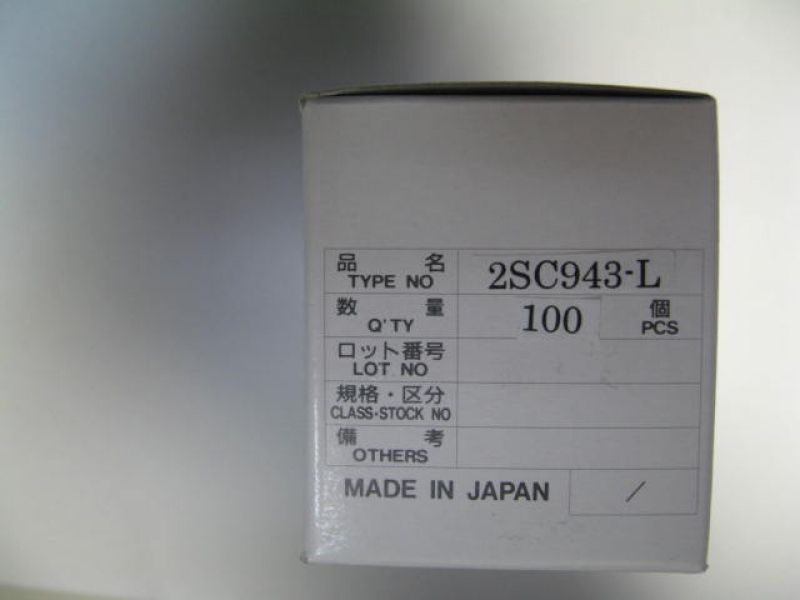 品名 2SC943-L
TYPE NO
数量 100 個
Q'TY PCS
ロット番号
LOT NO
規格・区分
CLASS-STOCK NO
備考
OTHERS
MADE IN JAPAN /